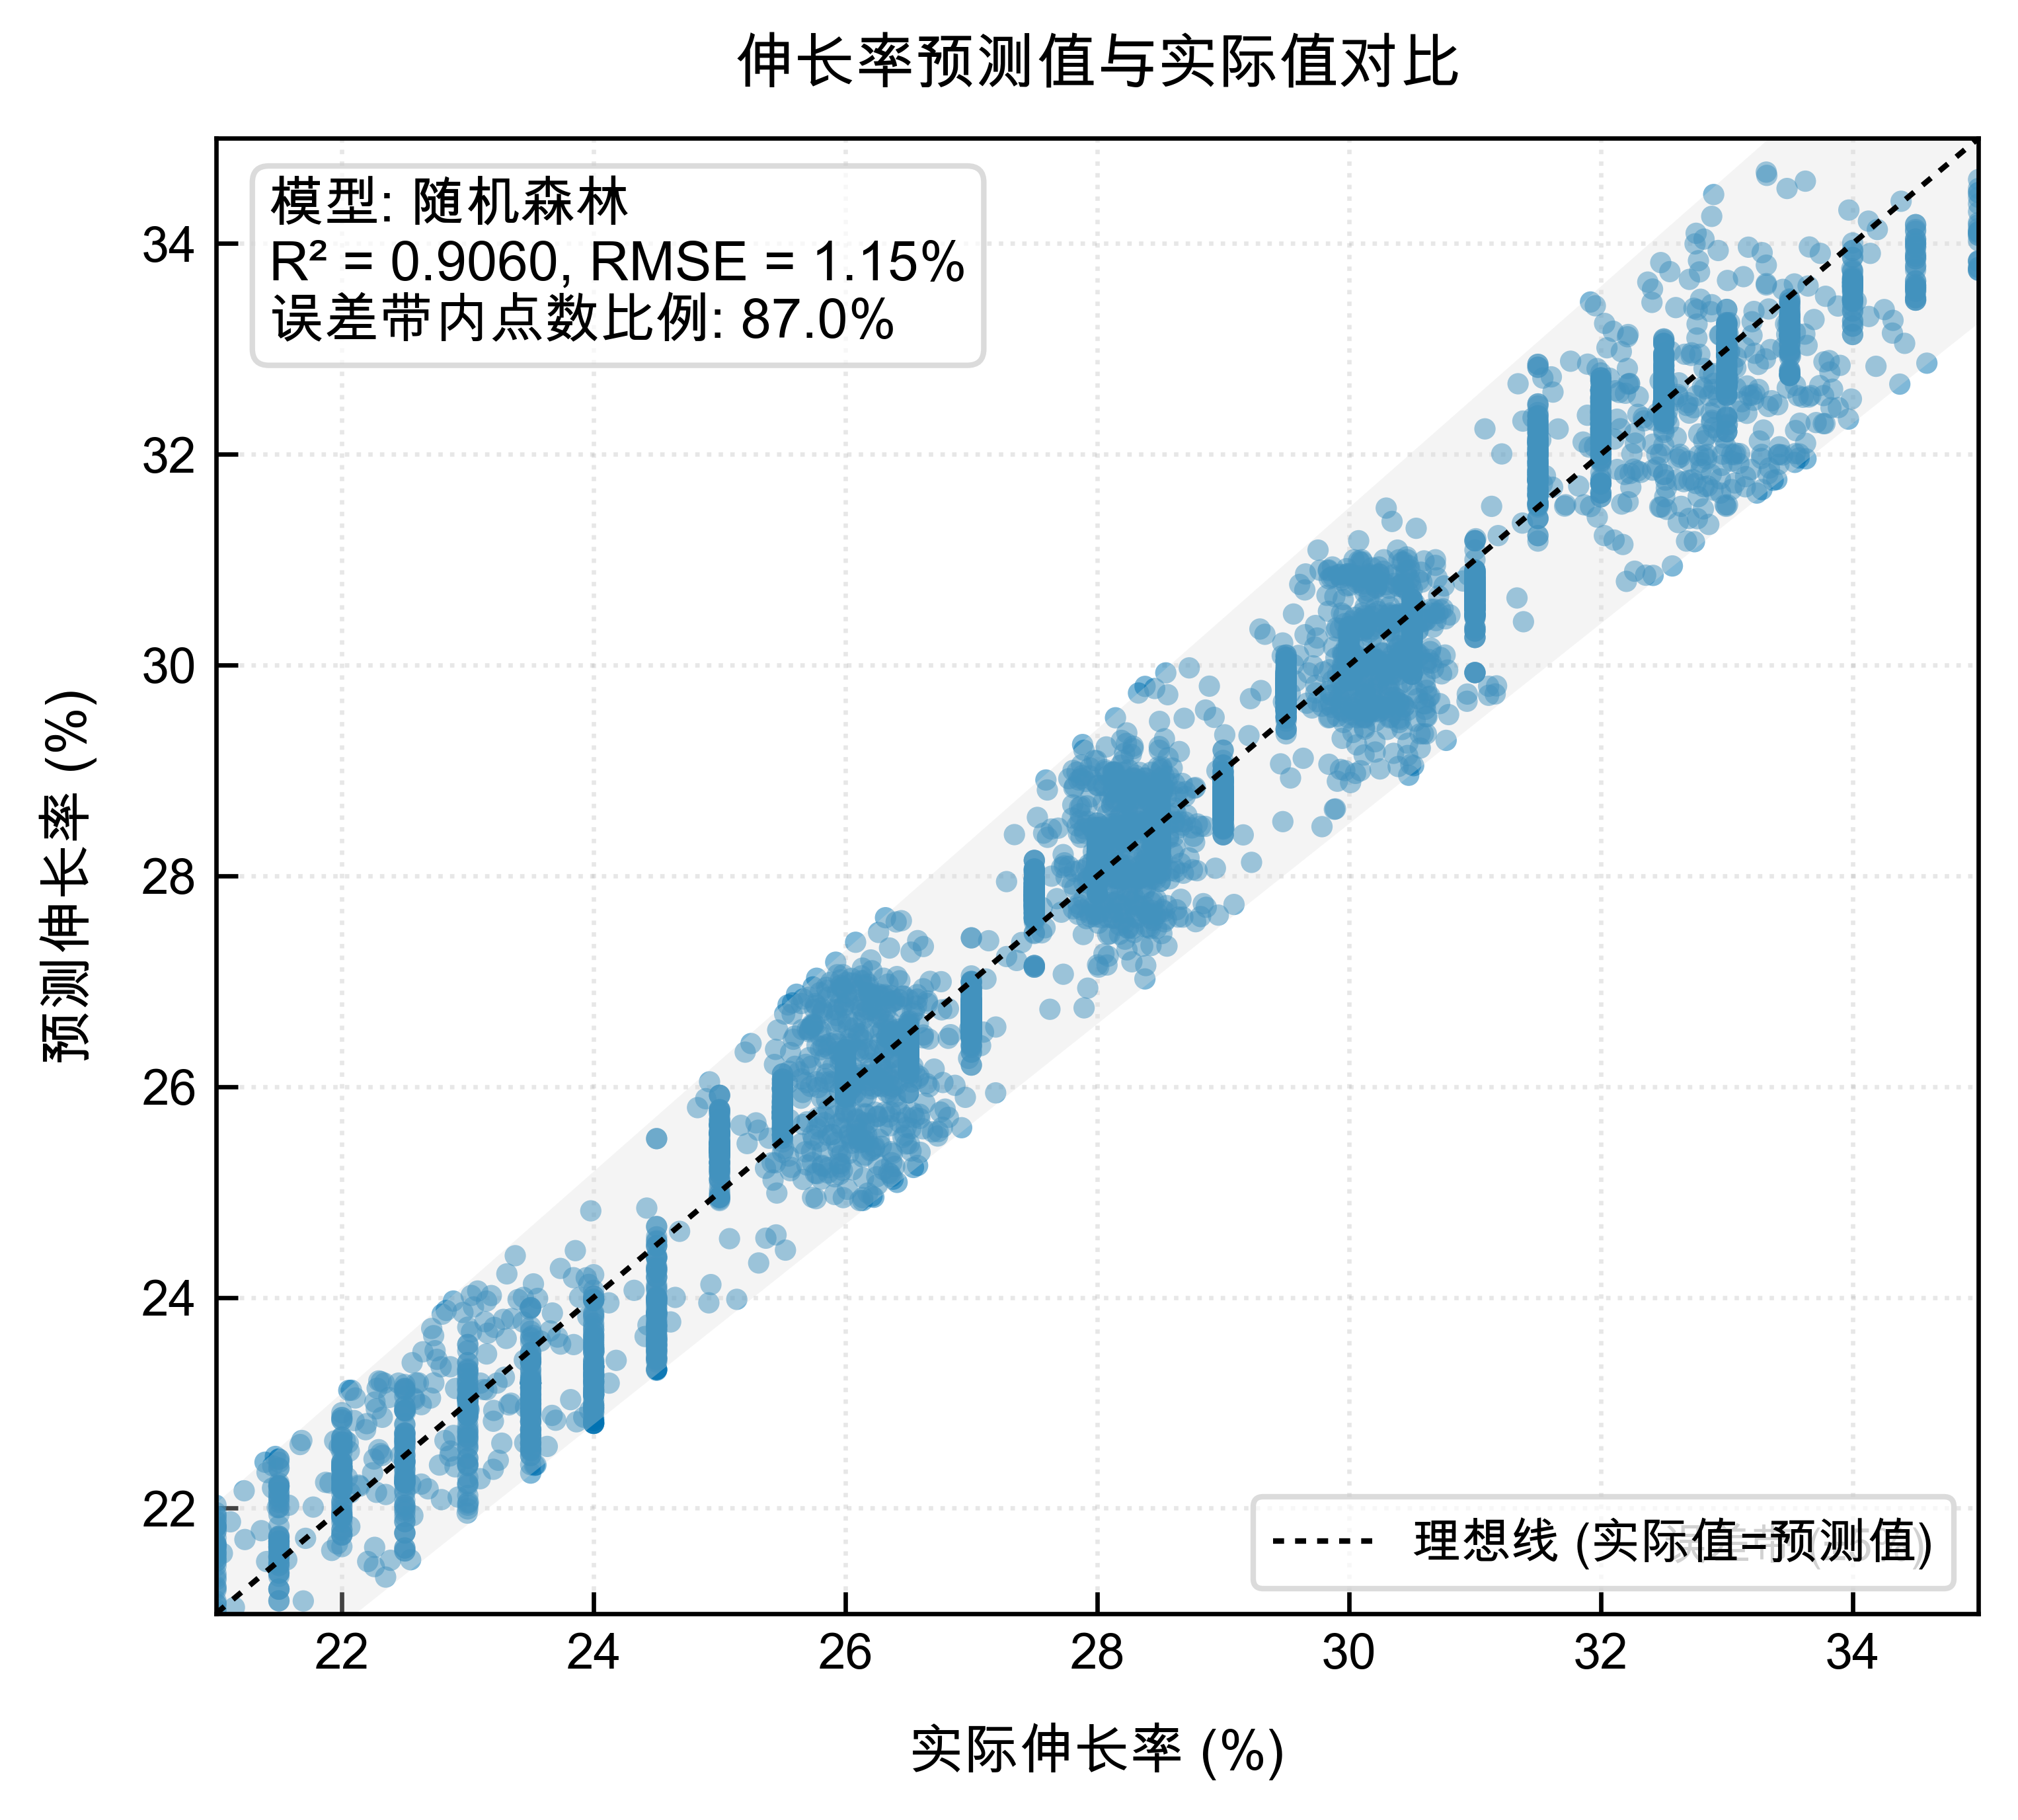 伸长率预测值与实际值对比
模型: 随机森林
R² = 0.9060, RMSE = 1.15%
误差带内点数比例: 87.0%
34
32
30
28
26
24
22
预测伸长率 (%)
理想线 (实际值=预测值)
22 24 26 28 30 32 34
实际伸长率 (%)